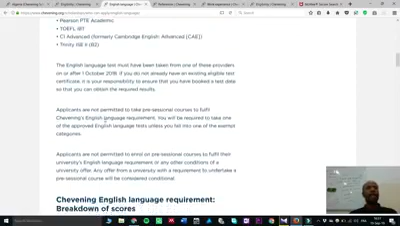 • Pearson PTE Academic
• TOEFL iBT
• C1 Advanced (formerly Cambridge English: Advanced (CAE))
• Trinity ISE II (B2)
The English language test must have been taken from one of these providers
on or after 1 October 2018. If you do not already have an existing eligible test
certificate, it is your responsibility to ensure that you have booked a test date
so that you can obtain the required results.
Applicants are not permitted to take pre-sessional courses to fulfil
Chevening's English language requirement. You will be required to take one
of the approved English language tests unless you fall into one of the exempt
categories.
Applicants are not permitted to enrol on pre-sessional courses to fulfil their
university's English language requirement or any other conditions of a
university offer. Any offer from a university with a requirement to undertake a
pre-sessional course will be considered conditional.
Chevening English language requirement:
Breakdown of scores